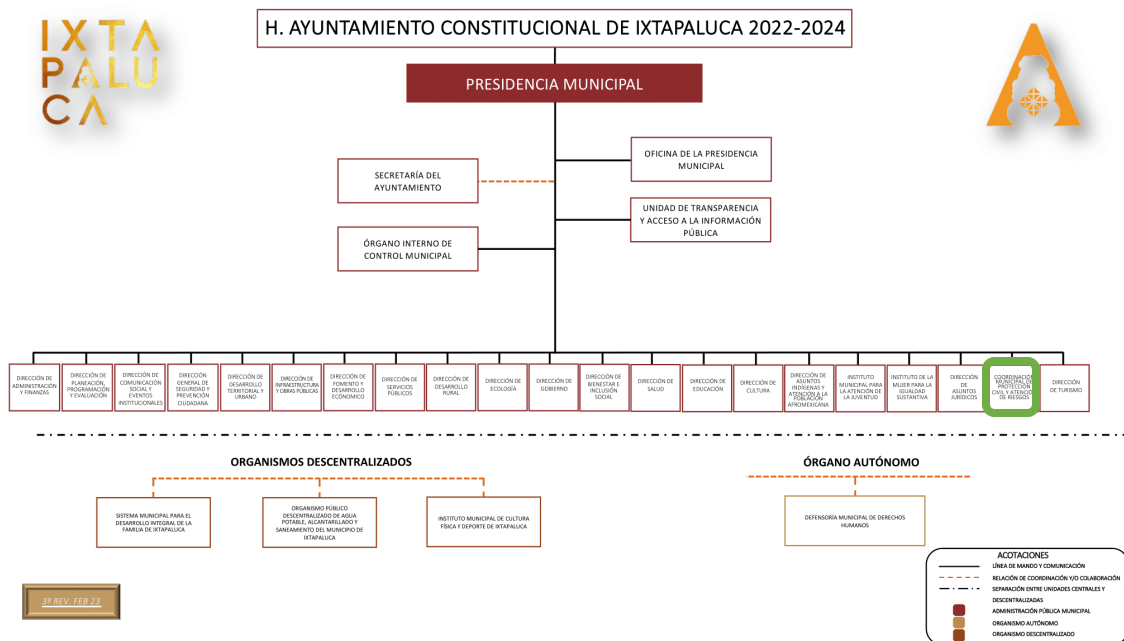 IXTA
PALU
CA
H. AYUNTAMIENTO CONSTITUCIONAL DE IXTAPALUCA 2022-2024
PRESIDENCIA MUNICIPAL
SECRETARÍA DEL
AYUNTAMIENTO
OFICINA DE LA PRESIDENCIA
MUNICIPAL
UNIDAD DE TRANSPARENCIA
Y ACCESO A LA INFORMACIÓN
PÚBLICA
ÓRGANO INTERNO DE
CONTROL MUNICIPAL
DIRECCIÓN DE
ADMINISTRACIÓN
Y FINANZAS
DIRECCIÓN DE
PLANEACIÓN,
PROGRAMACIÓN
Y EVALUACIÓN
DIRECCIÓN DE
COMUNICACIÓN
SOCIAL Y
EVENTOS
INSTITUCIONALES
DIRECCIÓN
GENERAL DE
SEGURIDAD Y
PREVENCIÓN
CIUDADANA
DIRECCIÓN DE
DESARROLLO
TERRITORIAL Y
URBANO
DIRECCIÓN DE
INFRAESTRUCTURA
Y OBRAS PÚBLICAS
DIRECCIÓN DE
FOMENTO Y
DESARROLLO
ECONÓMICO
DIRECCIÓN DE
SERVICIOS
PÚBLICOS
DIRECCIÓN DE
DESARROLLO
RURAL
DIRECCIÓN DE
ECOLOGÍA
DIRECCIÓN DE
GOBIERNO
DIRECCIÓN DE
BIENESTAR E
INCLUSIÓN
SOCIAL
DIRECCIÓN DE
SALUD
DIRECCIÓN DE
EDUCACIÓN
DIRECCIÓN DE
CULTURA
DIRECCIÓN DE
ASUNTOS
INDÍGENAS Y
ATENCIÓN A LA
POBLACIÓN
AFROMEXICANA
INSTITUTO
MUNICIPAL PARA
LA ATENCIÓN DE
LA JUVENTUD
INSTITUTO DE LA
MUJER PARA LA
IGUALDAD
SUSTANTIVA
DIRECCIÓN
DE
ASUNTOS
JURÍDICOS
COORDINACIÓN
MUNICIPAL DE
PROTECCIÓN
CIVIL Y ATENCIÓN
DE RIESGOS
DIRECCIÓN
DE TURISMO
ORGANISMOS DESCENTRALIZADOS
ÓRGANO AUTÓNOMO
SISTEMA MUNICIPAL PARA EL
DESARROLLO INTEGRAL DE LA
FAMILIA DE IXTAPALUCA
ORGANISMO PÚBLICO
DESCENTRALIZADO DE AGUA
POTABLE, ALCANTARILLADO Y
SANEAMIENTO DEL MUNICIPIO DE
IXTAPALUCA
INSTITUTO MUNICIPAL DE CULTURA
FÍSICA Y DEPORTE DE IXTAPALUCA
DEFENSORÍA MUNICIPAL DE DERECHOS
HUMANOS
ACOTACIONES
LÍNEA DE MANDO Y COMUNICACIÓN
RELACIÓN DE COORDINACIÓN Y/O COLABORACIÓN
SEPARACIÓN ENTRE UNIDADES CENTRALES Y
DESCENTRALIZADAS
ADMINISTRACIÓN PÚBLICA MUNICIPAL
ORGANISMO AUTÓNOMO
ORGANISMO DESCENTRALIZADO
3ª REV. FEB 23